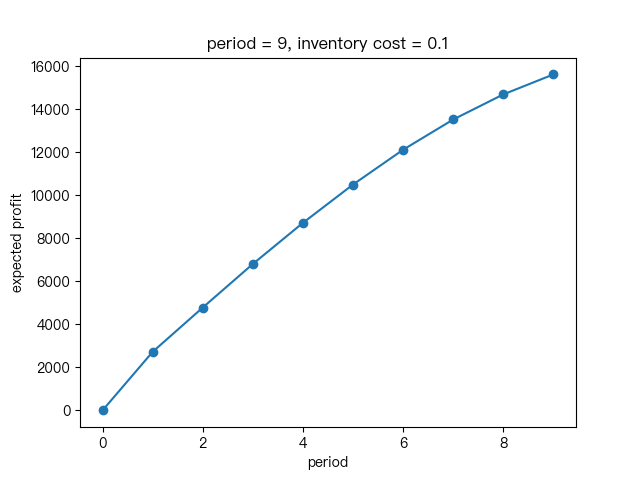 period = 9, inventory cost = 0.1
expected profit
16000
14000
12000
10000
8000
6000
4000
2000
0
0 2 4 6 8
period